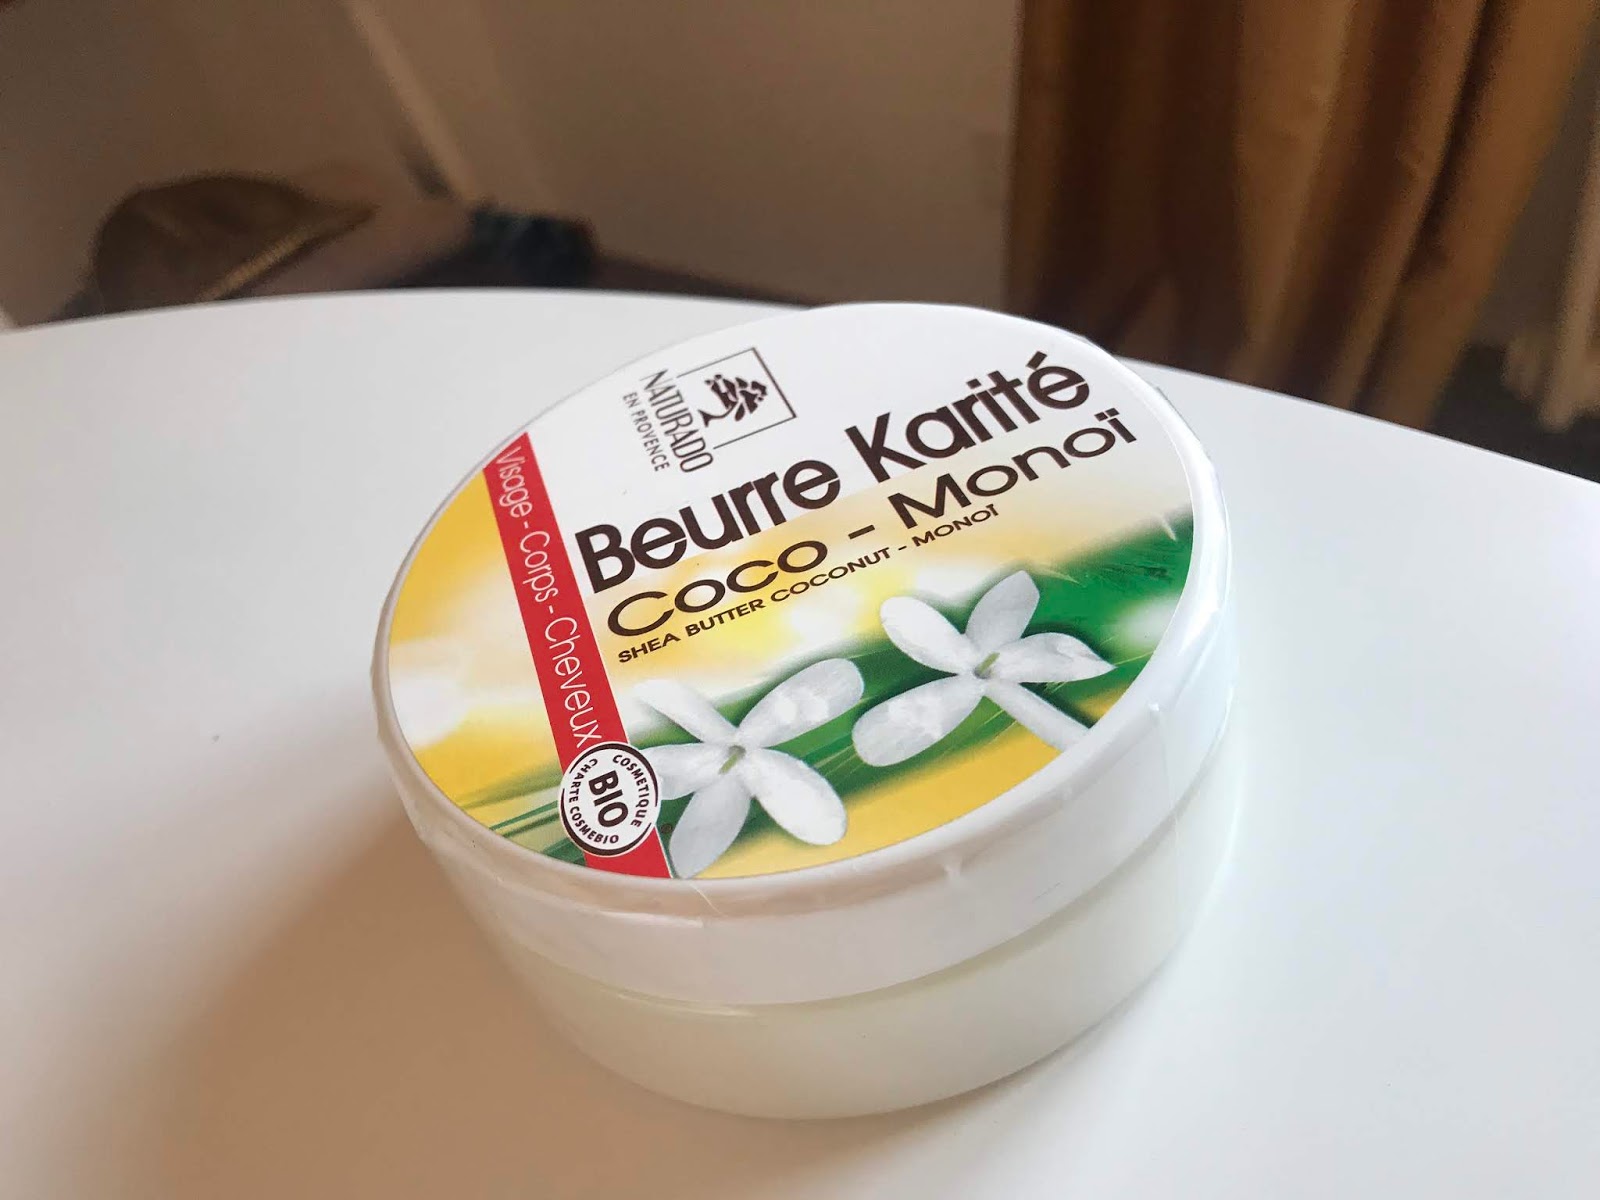 NATURADO
EN PROVENCE
Beurre Karité
Coco - Monoï
SHEA BUTTER COCONUT - MONOÏ
Visage - Corps - Cheveux
COSMETIQUE
BIO
CHARTE COSMEBIO